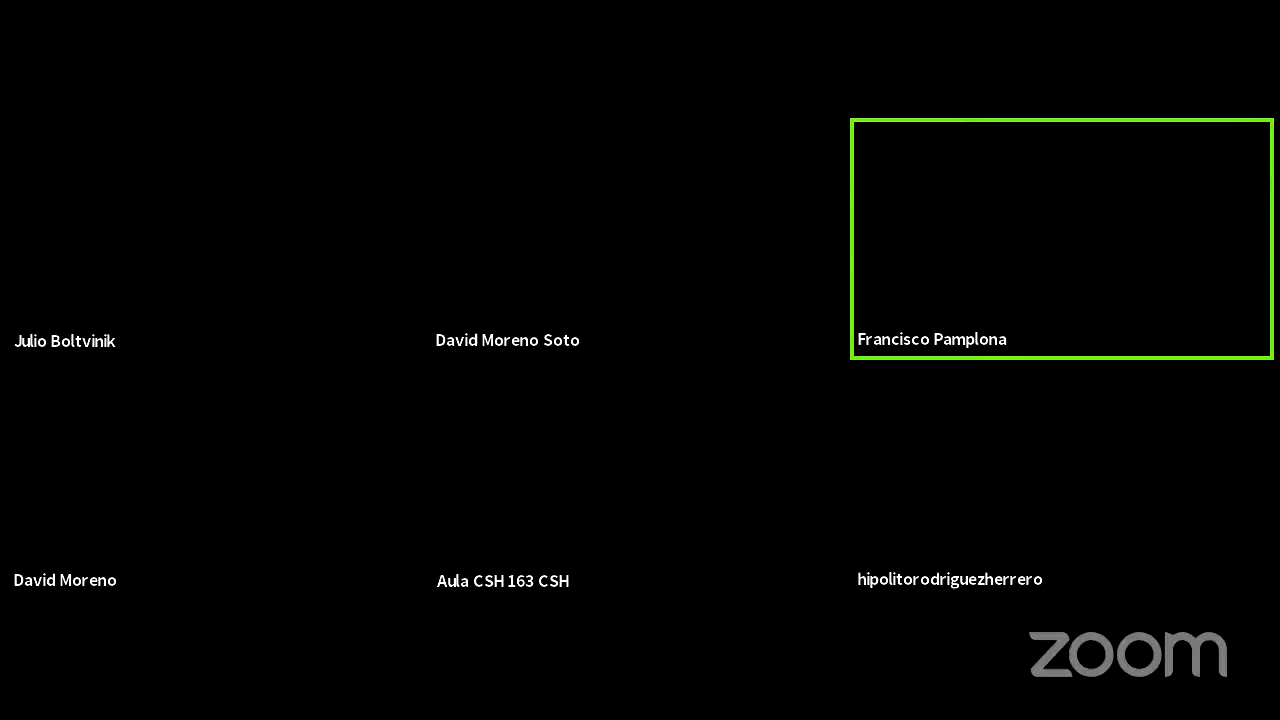 Julio Boltvinik
David Moreno Soto
Francisco Pamplona
David Moreno
Aula CSH 163 CSH
hipolitorodriguezherrero
zoom